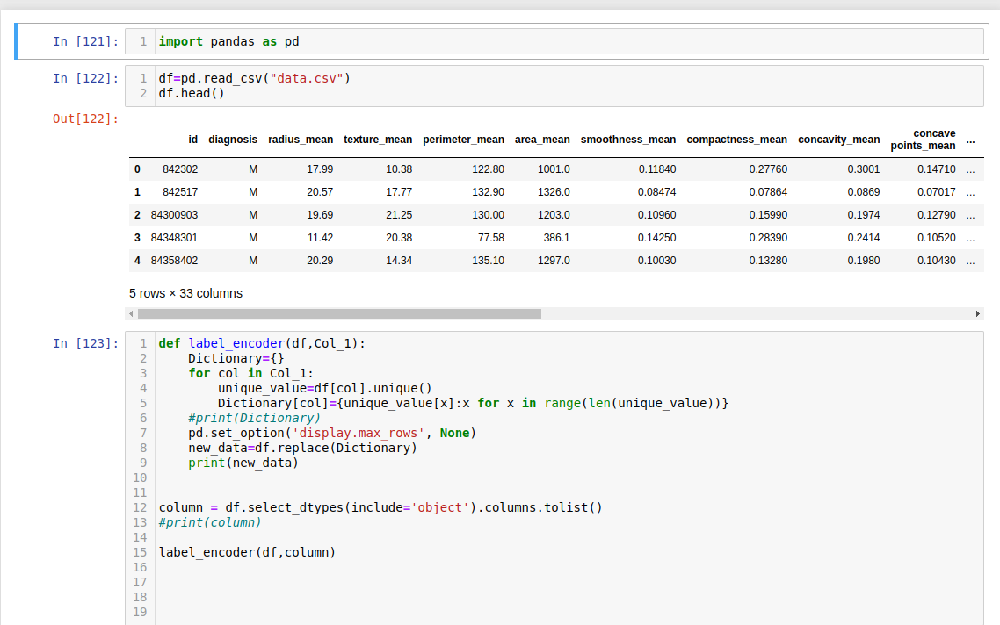 In [121]: 1 import pandas as pd
In [122]: 1 df=pd.read_csv("data.csv")
2 df.head()
Out[122]:
id diagnosis radius_mean texture_mean perimeter_mean area_mean smoothness_mean compactness_mean concavity_mean concave points_mean ...
0 842302 M 17.99 10.38 122.80 1001.0 0.11840 0.27760 0.3001 0.14710 ...
1 842517 M 20.57 17.77 132.90 1326.0 0.08474 0.07864 0.0869 0.07017 ...
2 84300903 M 19.69 21.25 130.00 1203.0 0.10960 0.15990 0.1974 0.12790 ...
3 84348301 M 11.42 20.38 77.58 386.1 0.14250 0.28390 0.2414 0.10520 ...
4 84358402 M 20.29 14.34 135.10 1297.0 0.10030 0.13280 0.1980 0.10430 ...
5 rows × 33 columns
In [123]: 1 def label_encoder(df,Col_1):
2     Dictionary={}
3     for col in Col_1:
4         unique_value=df[col].unique()
5         Dictionary[col]={unique_value[x]:x for x in range(len(unique_value))}
6     #print(Dictionary)
7     pd.set_option('display.max_rows', None)
8     new_data=df.replace(Dictionary)
9     print(new_data)
10
11
12 column = df.select_dtypes(include='object').columns.tolist()
13 #print(column)
14
15 label_encoder(df,column)
16
17
18
19